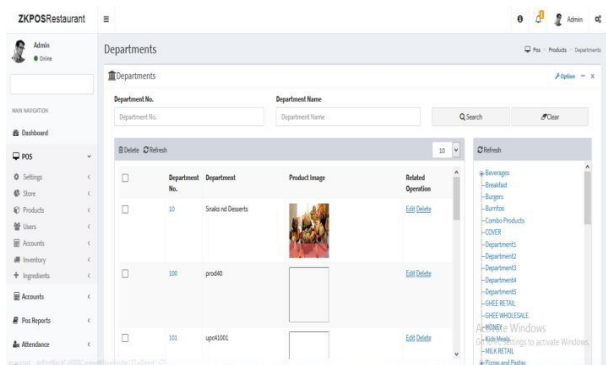 ZKPOSRestaurant
Admin
Admin
Online
MAIN NAVIGATION
Dashboard
POS
Settings
Store
Products
Users
Accounts
Inventory
Ingredients
Accounts
Pos Reports
Attendance
Departments
Pos - Products - Departments
Departments
Option - x
Department No.
Department Name
Department No.
Department Name
Search
Clear
Delete Refresh
10
Department No.
Department
Product Image
Related Operation
10
Snaks nd Desserts
Edit Delete
100
prod40
Edit Delete
101
upcA1001
Edit Delete
Refresh
Beverages
Breakfast
Burgers
Burritos
Combo Products
COVER
Department1
Department2
Department3
Department4
Department5
GHEE RETAIL
GHEE WHOLESALE
HONEY
Kids Meals
MILK RETAIL
Pizzas and Pastas
Activate Windows
Go to PC settings to activate Windows.